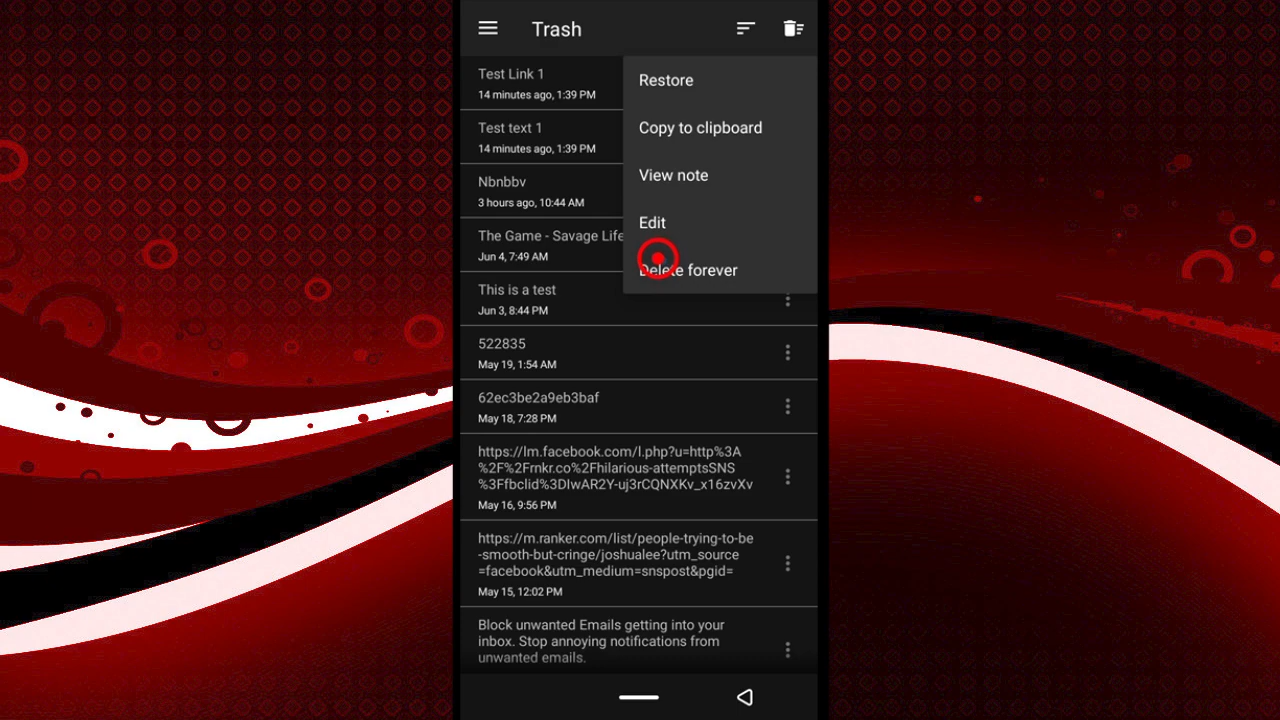 Trash
Test Link 1
14 minutes ago, 1:39 PM
Test text 1
14 minutes ago, 1:39 PM
Nbnbbv
3 hours ago, 10:44 AM
The Game - Savage Life
Jun 4, 7:49 AM
This is a test
Jun 3, 8:44 PM
522835
May 19, 1:54 AM
62ec3be2a9eb3baf
May 18, 7:28 PM
https://lm.facebook.com/l.php?u=http%3A
%2F%2Frnkr.co%2Fhilarious-attemptsSNS
%3Ffbclid%3DIwAR2Y-uj3rCQNXKv_x16zvXv
May 16, 9:56 PM
https://m.ranker.com/list/people-trying-to-be
-smooth-but-cringe/joshualee?utm_source
=facebook&utm_medium=snspost&pgid=
May 15, 12:02 PM
Block unwanted Emails getting into your
inbox. Stop annoying notifications from
unwanted emails.
Restore
Copy to clipboard
View note
Edit
Delete forever